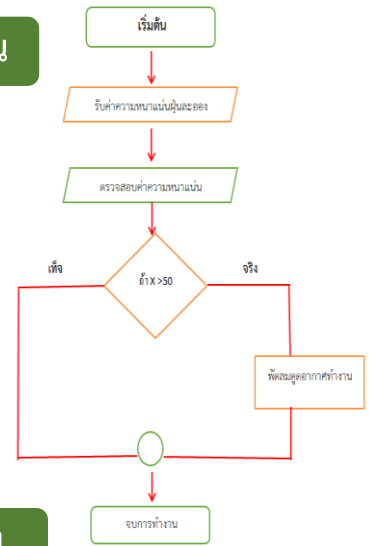 เริ่มต้น
น
รับค่าความหนาแน่นฝุ่นละออง
ตรวจสอบค่าความหนาแน่น
เท็จ
ถ้า X >50
จริง
พัดลมดูดอากาศทำงาน
จบการทำงาน